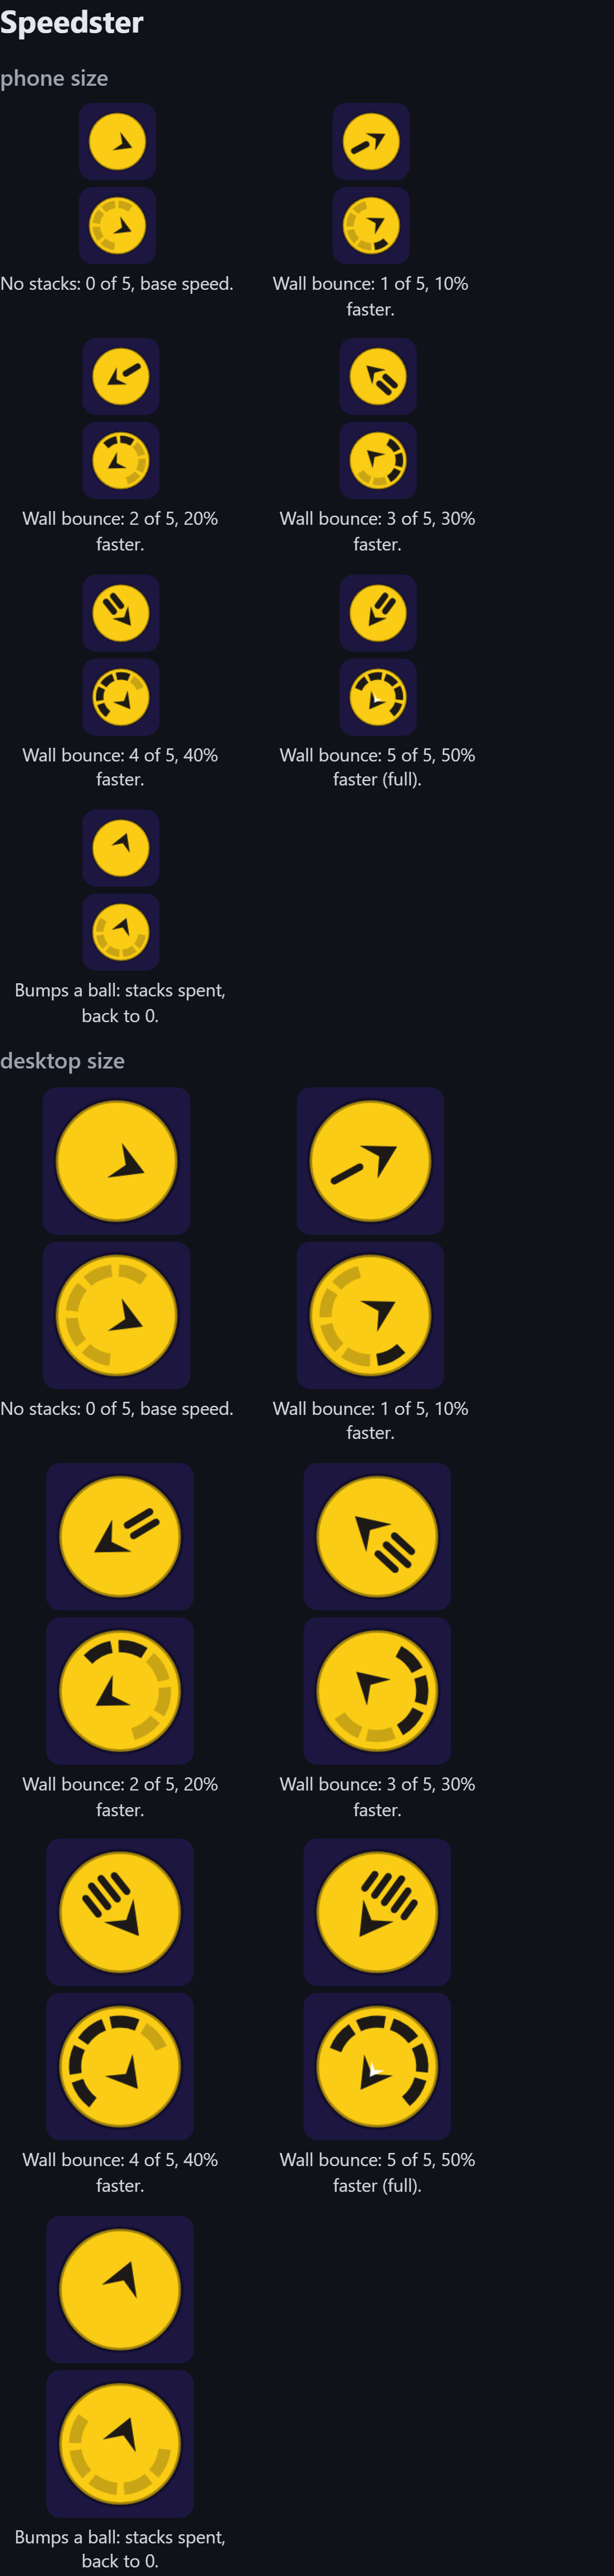 Speedster
phone size
No stacks: 0 of 5, base speed.
Wall bounce: 1 of 5, 10%
faster.
Wall bounce: 2 of 5, 20%
faster.
Wall bounce: 3 of 5, 30%
faster.
Wall bounce: 4 of 5, 40%
faster.
Wall bounce: 5 of 5, 50%
faster (full).
Bumps a ball: stacks spent,
back to 0.
desktop size
No stacks: 0 of 5, base speed.
Wall bounce: 1 of 5, 10%
faster.
Wall bounce: 2 of 5, 20%
faster.
Wall bounce: 3 of 5, 30%
faster.
Wall bounce: 4 of 5, 40%
faster.
Wall bounce: 5 of 5, 50%
faster (full).
Bumps a ball: stacks spent,
back to 0.